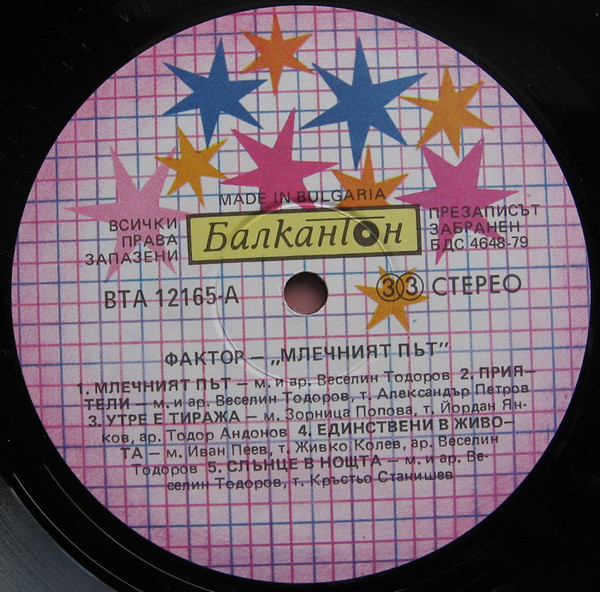 MADE IN BULGARIA
ВСИЧКИ
ПРАВА
ЗАПАЗЕНИ
Балкантон
ПРЕЗАПИСЪТ
ЗАБРАНЕН
БДС 4648-79
ВТА 12165-А
33 СТЕРЕО
ФАКТОР — „МЛЕЧНИЯТ ПЪТ"
1. МЛЕЧНИЯТ ПЪТ — м. и ар. Веселин Тодоров 2. ПРИЯ-
ТЕЛИ — м. и ар. Веселин Тодоров, т. Александър Петров
3. УТРЕ Е ТИРАЖА — м. Зорница Попова, т. Йордан Ян-
ков, ар. Тодор Андонов 4. ЕДИНСТВЕНИ В ЖИВО-
ТА — м. Иван Пеев, т. Живко Колев, ар. Веселин
Тодоров 5. СЛЪНЦЕ В НОЩТА — м. и ар. Ве-
селин Тодоров, т. Кръстьо Станишев